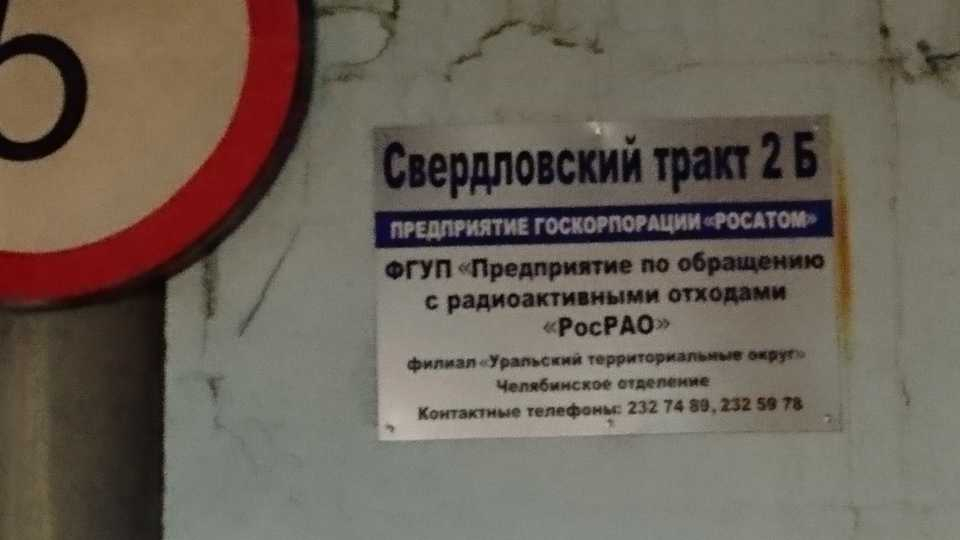 6
Свердловский тракт 2 Б
ПРЕДПРИЯТИЕ ГОСКОРПОРАЦИИ «РОСАТОМ»
ФГУП «Предприятие по обращению
с радиоактивными отходами
«РосРАО»
филиал «Уральский территориальные округ»
Челябинское отделение
Контактные телефоны: 232 74 89, 232 59 78